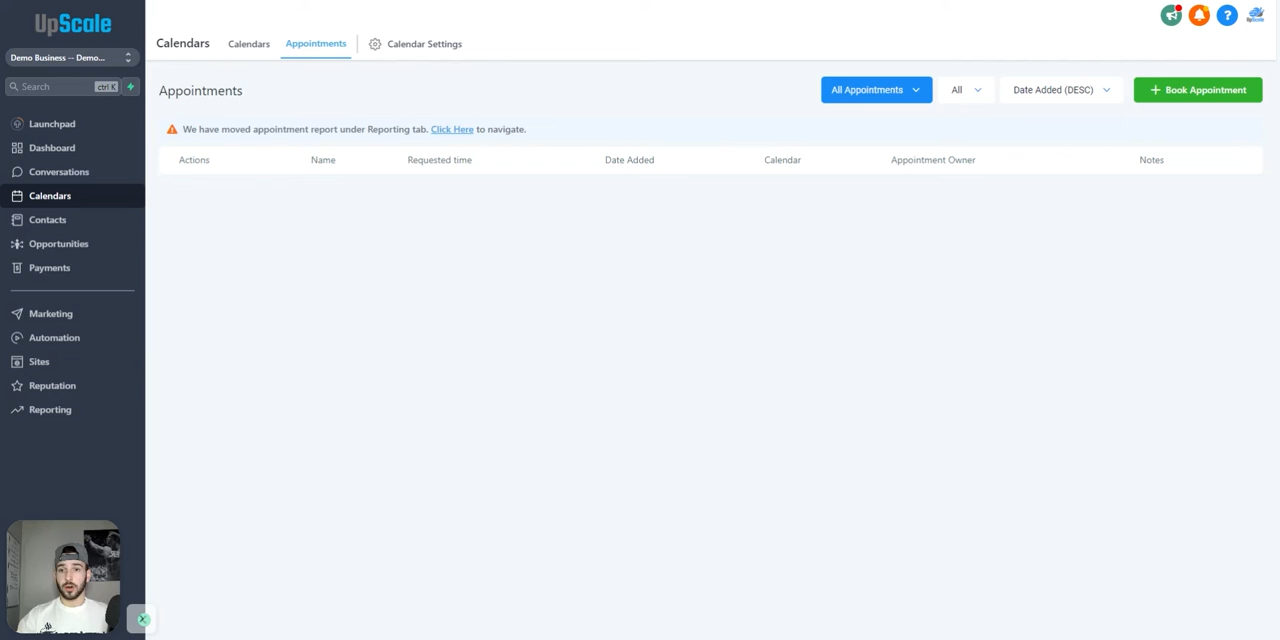 UpScale
Demo Business -- Demo...
Search ctrl K
Launchpad
Dashboard
Conversations
Calendars
Contacts
Opportunities
Payments
Marketing
Automation
Sites
Reputation
Reporting
Calendars Calendars Appointments Calendar Settings
?
UpScale
Appointments All Appointments All Date Added (DESC) + Book Appointment
We have moved appointment report under Reporting tab. Click Here to navigate.
Actions Name Requested time Date Added Calendar Appointment Owner Notes